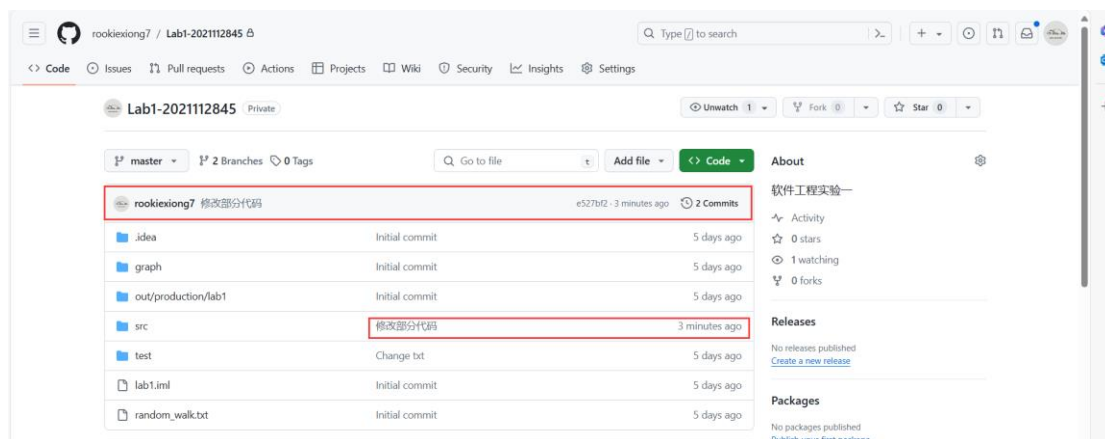 rookiexiong7 / Lab1-2021112845
Type / to search
Code Issues Pull requests Actions Projects Wiki Security Insights Settings
Lab1-2021112845 Private
Unwatch 1 Fork 0 Star 0
master 2 Branches 0 Tags Go to file t Add file Code
About
软件工程实验一
Activity
0 stars
1 watching
0 forks
Releases
No releases published
Create a new release
Packages
No packages published
Publish your first package
rookiexiong7 修改部分代码 e527bf2 · 3 minutes ago 2 Commits
.idea Initial commit 5 days ago
graph Initial commit 5 days ago
out/production/lab1 Initial commit 5 days ago
src 修改部分代码 3 minutes ago
test Change txt 5 days ago
lab1.iml Initial commit 5 days ago
random_walk.txt Initial commit 5 days ago